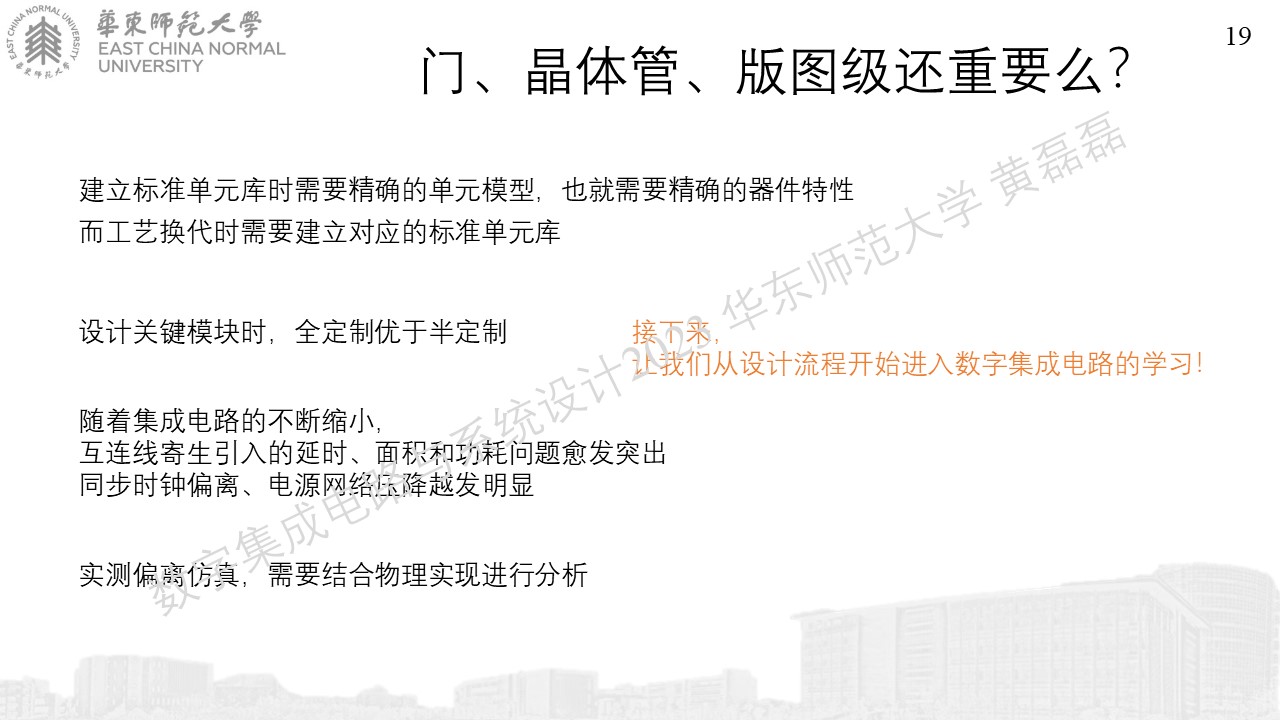 EAST CHINA NORMAL UNIVERSITY
華東師范大學
華東師范大學
EAST CHINA NORMAL
UNIVERSITY
19
门、晶体管、版图级还重要么?
建立标准单元库时需要精确的单元模型，也就需要精确的器件特性
而工艺换代时需要建立对应的标准单元库
设计关键模块时，全定制优于半定制
接下来，
让我们从设计流程开始进入数字集成电路的学习！
随着集成电路的不断缩小，
互连线寄生引入的延时、面积和功耗问题愈发突出
同步时钟偏离、电源网络压降越发明显
实测偏离仿真，需要结合物理实现进行分析
数字集成电路与系统设计2023 华东师范大学 黄磊磊